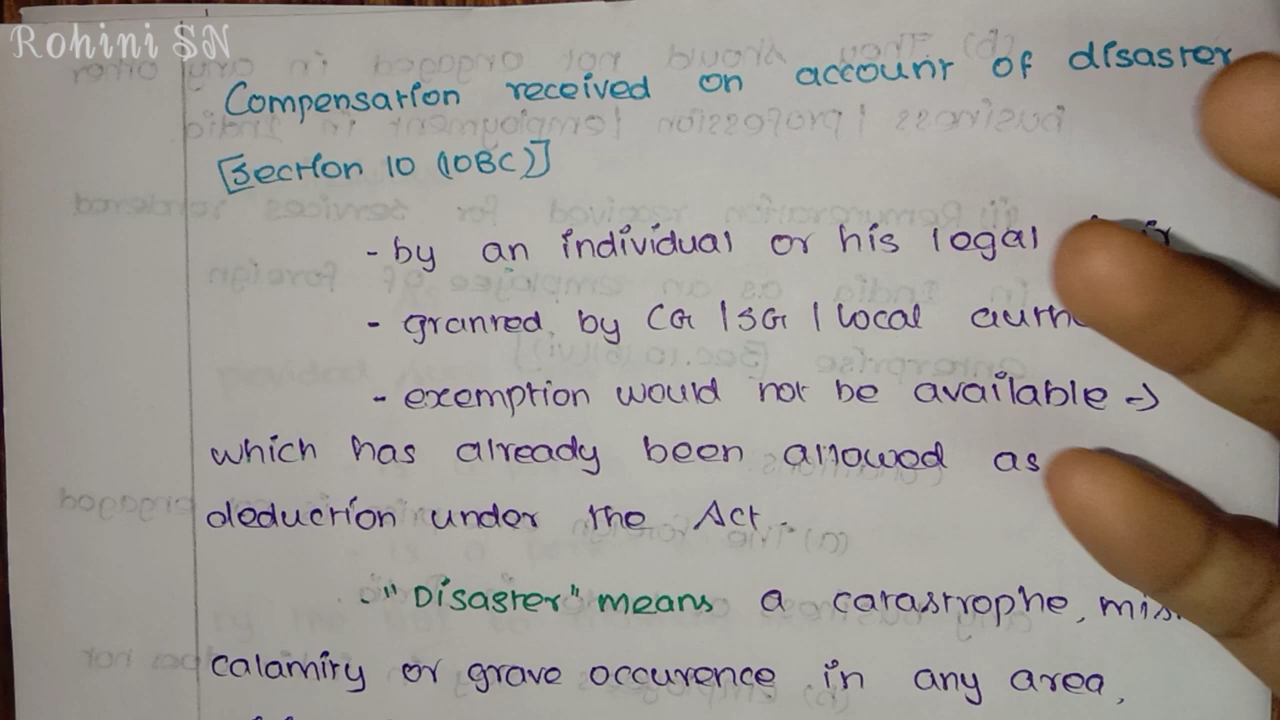 Rohini SN
Compensation received on account of disaster
[Section 10 (10BC)]
- by an individual or his legal
- granted by CG / SG / local
- exemption would not be available →
which has already been allowed as
deduction under the Act.
- "Disaster" means a catastrophe,
calamity or grave occurence in any area,